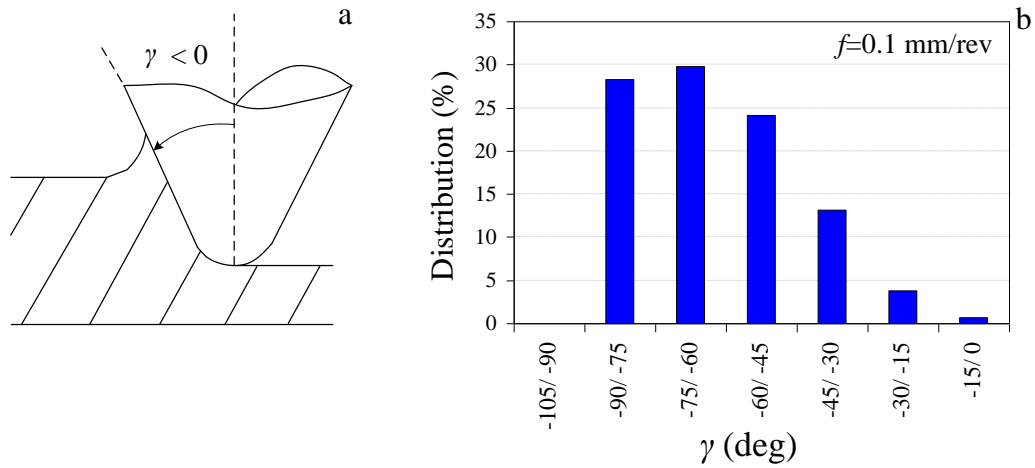 a
γ < 0
b
f=0.1 mm/rev
Distribution (%)
35
30
25
20
15
10
5
0
-105/ -90
-90/ -75
-75/ -60
-60/ -45
-45/ -30
-30/ -15
-15/ 0
γ (deg)